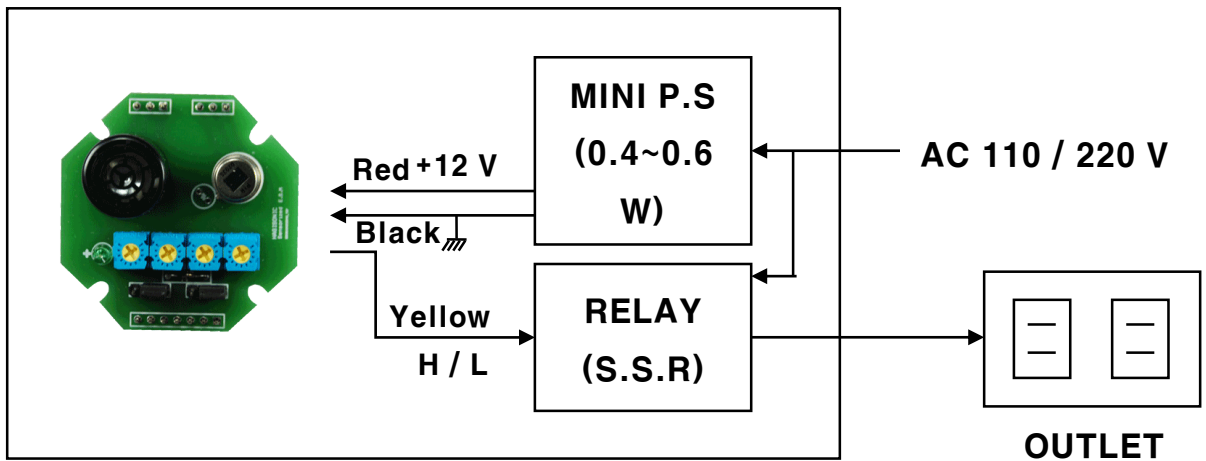 MINI P.S
(0.4~0.6
W)
AC 110 / 220 V
Red +12 V
Black
Yellow
H / L
RELAY
(S.S.R)
OUTLET